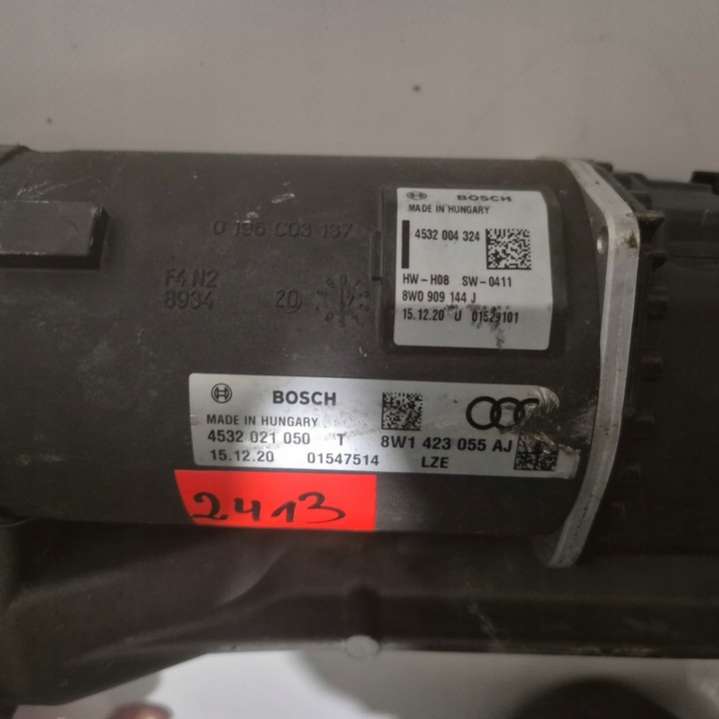 BOSCH
MADE IN HUNGARY
4532 004 324
HW-H08 SW-0411
8W0 909 144 J
15.12.20 U 01529101
0 196 C03 137
F4 N2
8934
20
BOSCH
MADE IN HUNGARY
4532 021 050 T 8W1 423 055 AJ
15.12.20 01547514 LZE
2413